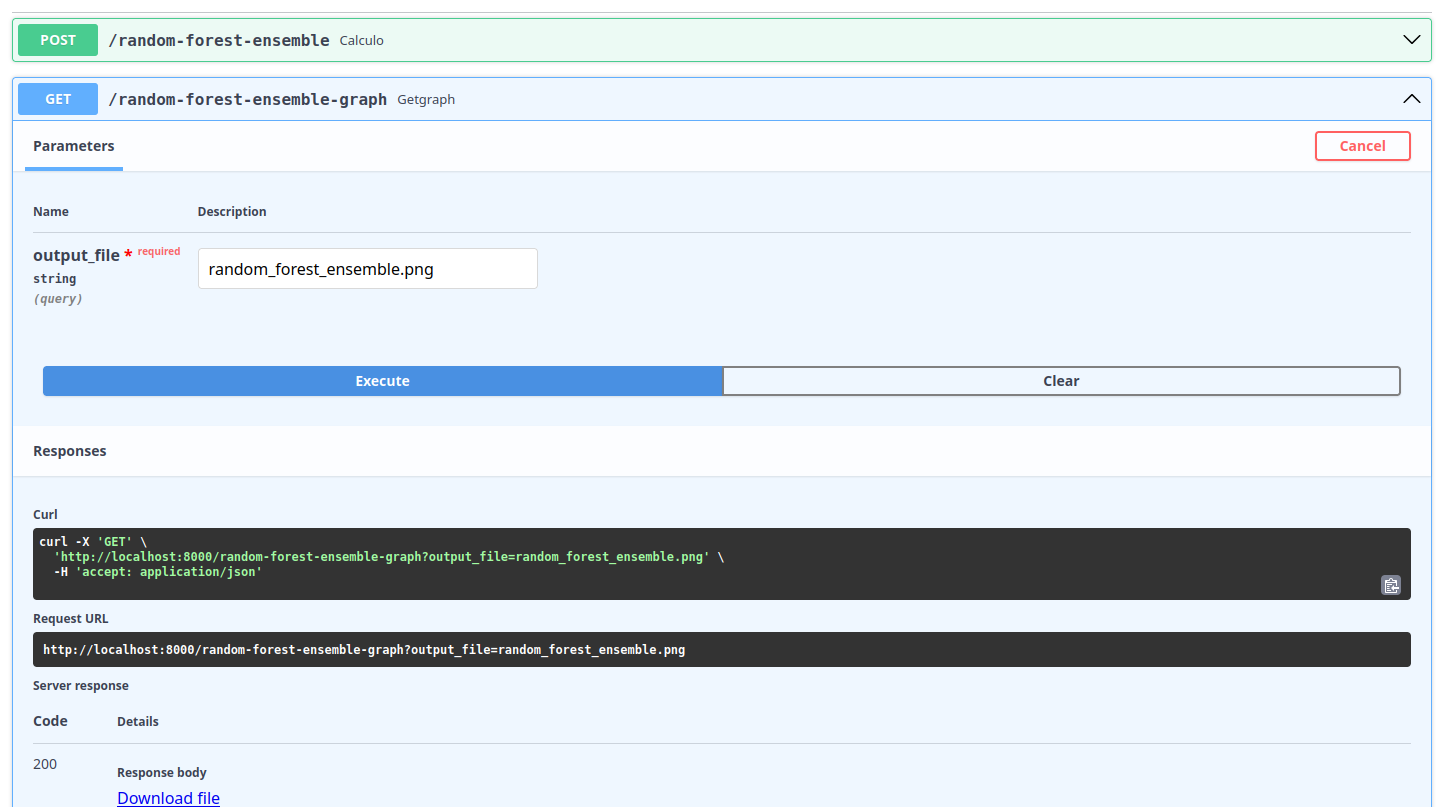 POST /random-forest-ensemble Calculo
GET /random-forest-ensemble-graph Getgraph
Parameters Cancel
Name Description
output_file * required random_forest_ensemble.png
string
(query)
Execute Clear
Responses
Curl
curl -X 'GET' \
'http://localhost:8000/random-forest-ensemble-graph?output_file=random_forest_ensemble.png' \
-H 'accept: application/json'
Request URL
http://localhost:8000/random-forest-ensemble-graph?output_file=random_forest_ensemble.png
Server response
Code Details
200
Response body
Download file